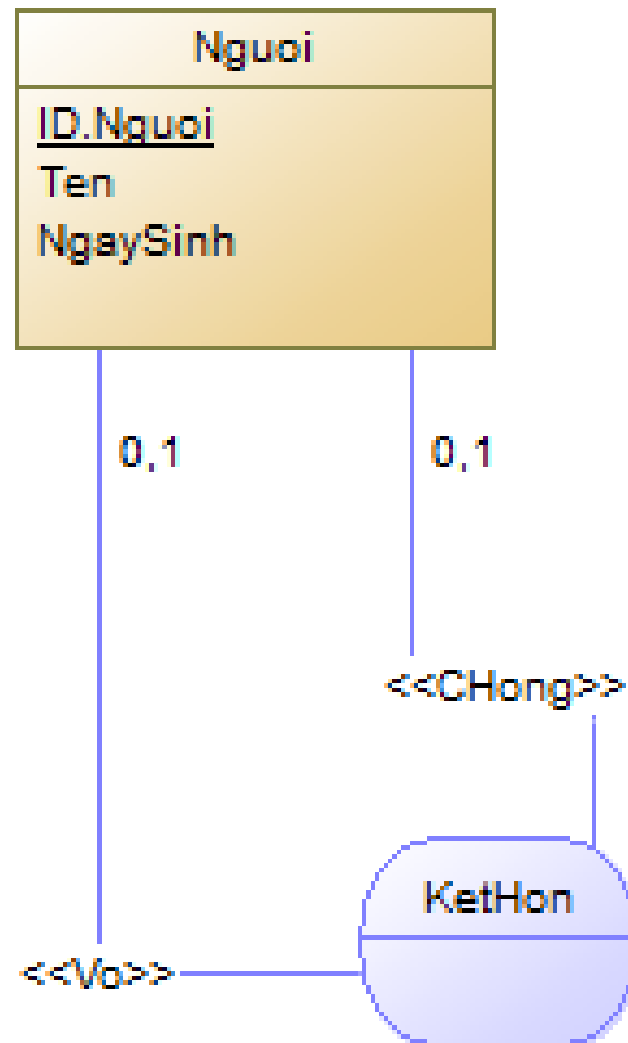 Nguoi
ID.Nguoi
Ten
NgaySinh
0,1
0,1
<<CHong>>
KetHon
<<Vo>>